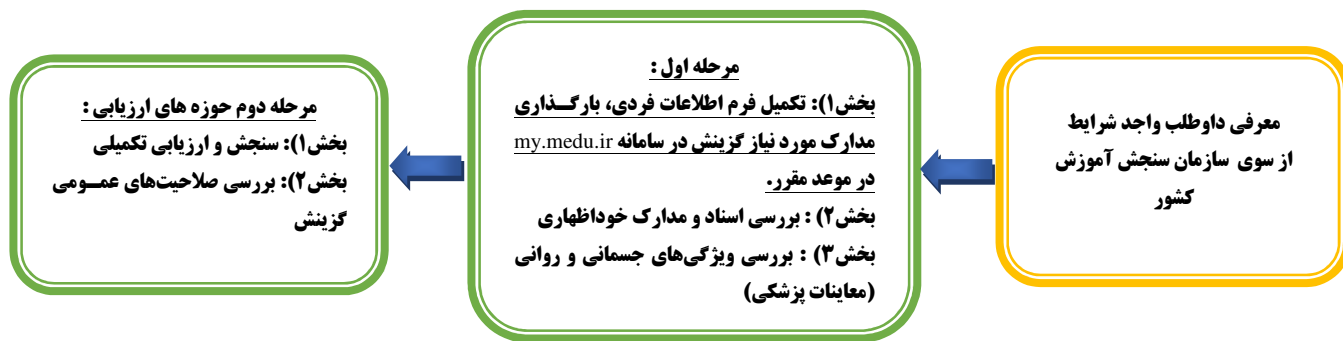 معرفی داوطلب واجد شرایط
از سوی سازمان سنجش آموزش
کشور
مرحله اول :
بخش۱): تکمیل فرم اطلاعات فردی، بارگــذاری
مدارک مورد نیاز گزینش در سامانه my.medu.ir
در موعد مقرر.
بخش۲) : بررسی اسناد و مدارک خوداظهاری
بخش۳) : بررسی ویژگی‌های جسمانی و روانی
(معاینات پزشکی)
مرحله دوم حوزه های ارزیابی :
بخش۱): سنجش و ارزیابی تکمیلی
بخش۲): بررسی صلاحیت‌های عمــومی
گزینش